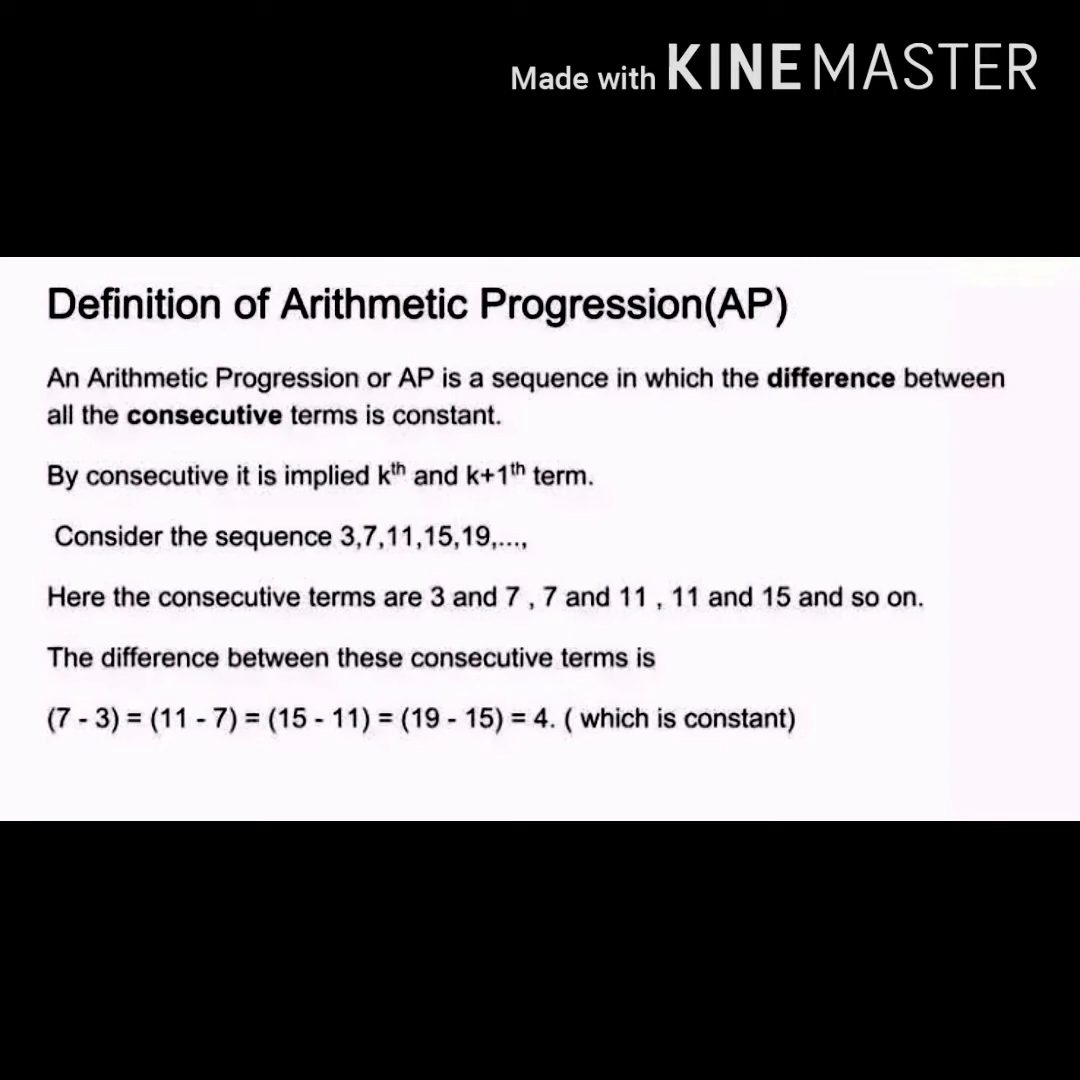 Made with KINEMASTER
Definition of Arithmetic Progression(AP)
An Arithmetic Progression or AP is a sequence in which the difference between
all the consecutive terms is constant.
By consecutive it is implied kth and k+1th term.
Consider the sequence 3,7,11,15,19,...,
Here the consecutive terms are 3 and 7 , 7 and 11 , 11 and 15 and so on.
The difference between these consecutive terms is
(7 - 3) = (11 - 7) = (15 - 11) = (19 - 15) = 4. ( which is constant)